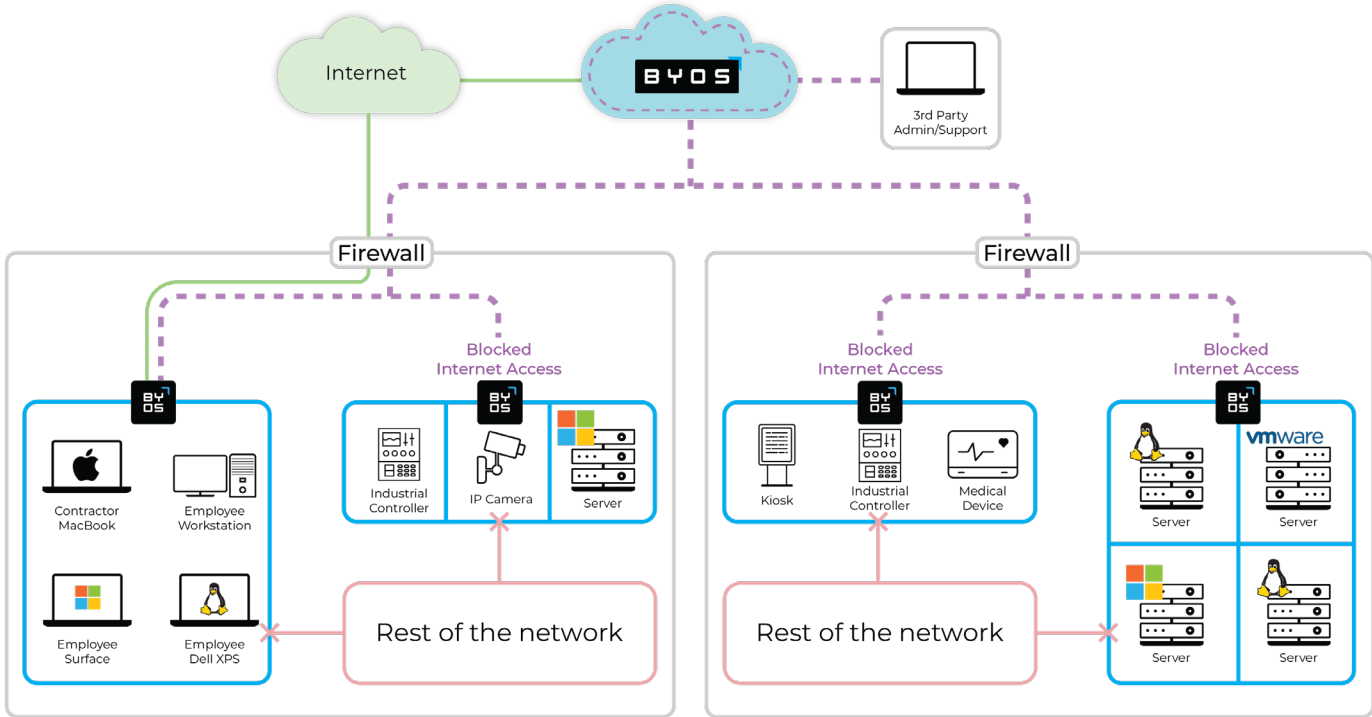 Internet
BYOS
3rd Party
Admin/Support
Firewall
Firewall
Blocked
Internet Access
Blocked
Internet Access
Blocked
Internet Access
BY
OS
BY
OS
BY
OS
BY
OS
Contractor
MacBook
Employee
Workstation
Employee
Surface
Employee
Dell XPS
Industrial
Controller
IP Camera
Server
Rest of the network
Kiosk
Industrial
Controller
Medical
Device
Rest of the network
Server
vmware
Server
Server
Server